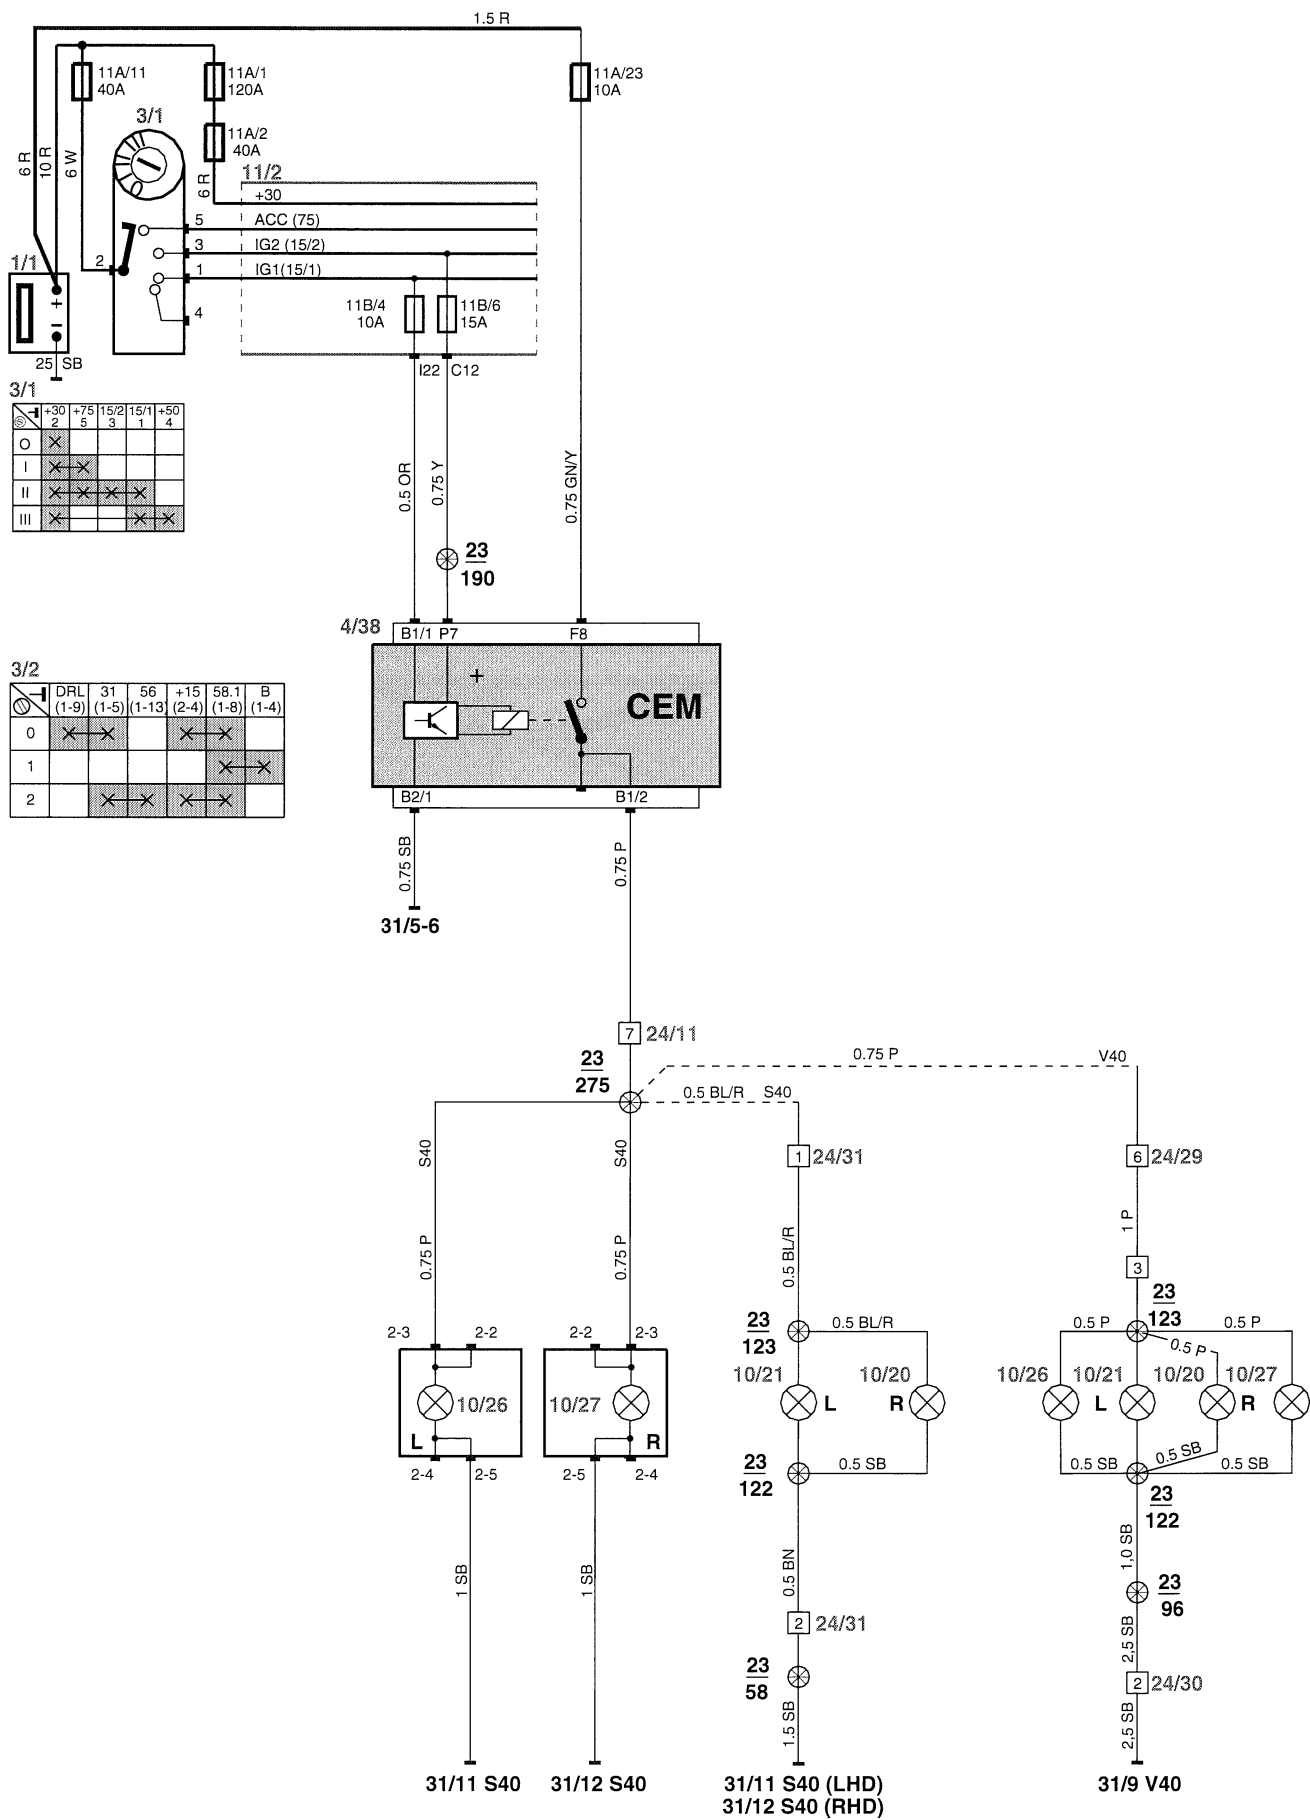 1.5 R
11A/11
40A
11A/1
120A
11A/23
10A
3/1
11A/2
40A
6 R
10 R
6 W
6 R
11/2
+30
5 ACC (75)
3 IG2 (15/2)
2
1 IG1(15/1)
1/1
+
−
4
11B/4
10A
11B/6
15A
25 SB
I22 C12
3/1
+30 +75 15/2 15/1 +50
2 5 3 1 4
O
I
II
III
0.5 OR
0.75 Y
0.75 GN/Y
23
190
4/38
B1/1 P7 F8
+
CEM
B2/1 B1/2
3/2
DRL 31 56 +15 58.1 B
(1-9) (1-5) (1-13) (2-4) (1-8) (1-4)
0
1
2
0.75 SB
0.75 P
31/5-6
7 24/11
23
275
0.75 P V40
0.5 BL/R S40
S40
S40
1 24/31
6 24/29
0.75 P
0.75 P
0.5 BL/R
1 P
3
2-3 2-2
2-2 2-3
23
123
0.5 BL/R
23
123
0.5 P
0.5 P
0.5 P
10/26
L
10/27
R
10/21 L
10/20 R
10/26 10/21 10/20 10/27
L R
2-4 2-5
2-5 2-4
23
122
0.5 SB
0.5 SB
0.5 SB
0.5 SB
23
122
1 SB
1 SB
0.5 BN
1,0 SB
23
96
2 24/31
23
58
2,5 SB
2 24/30
1.5 SB
2,5 SB
31/11 S40
31/12 S40
31/11 S40 (LHD)
31/12 S40 (RHD)
31/9 V40